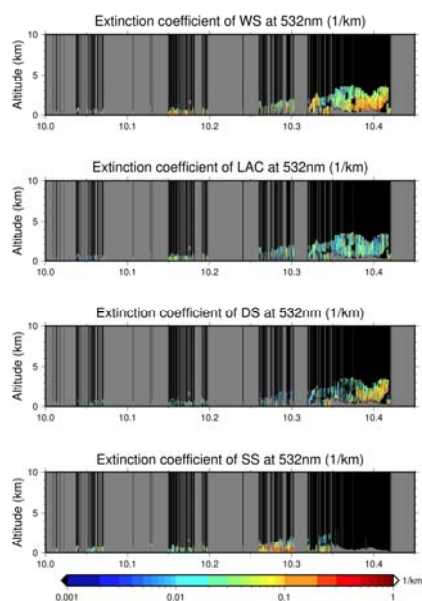 Extinction coefficient of WS at 532nm (1/km)
Altitude (km)
10
5
0
10.0 10.1 10.2 10.3 10.4
Extinction coefficient of LAC at 532nm (1/km)
Altitude (km)
10
5
0
10.0 10.1 10.2 10.3 10.4
Extinction coefficient of DS at 532nm (1/km)
Altitude (km)
10
5
0
10.0 10.1 10.2 10.3 10.4
Extinction coefficient of SS at 532nm (1/km)
Altitude (km)
10
5
0
10.0 10.1 10.2 10.3 10.4
1/km
0.001 0.01 0.1 1